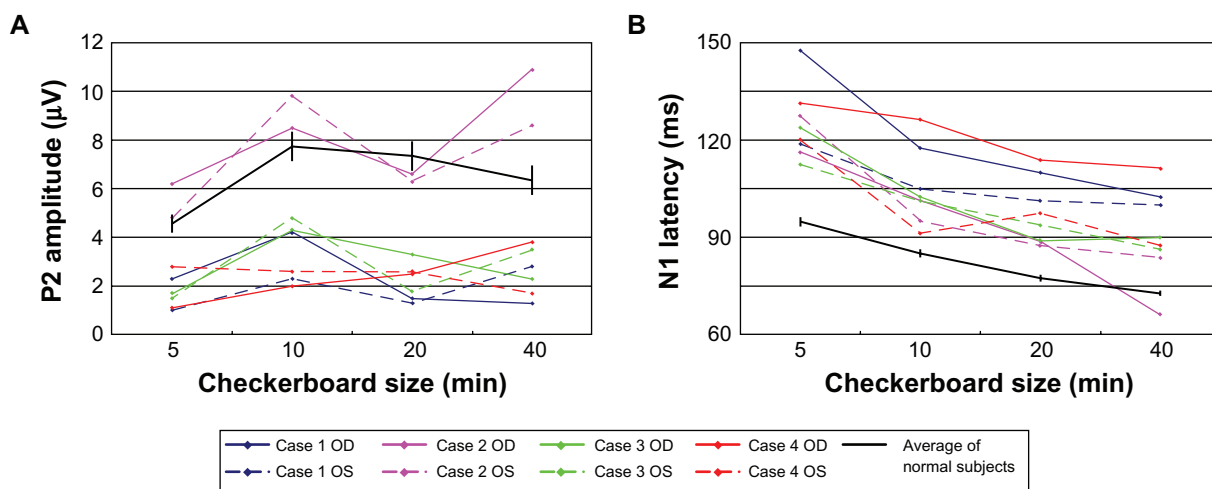 A
12
10
8
6
4
2
0
P2 amplitude (µV)
5 10 20 40
Checkerboard size (min)
B
150
120
90
60
N1 latency (ms)
5 10 20 40
Checkerboard size (min)
Case 1 OD Case 2 OD Case 3 OD Case 4 OD Average of
Case 1 OS Case 2 OS Case 3 OS Case 4 OS normal subjects